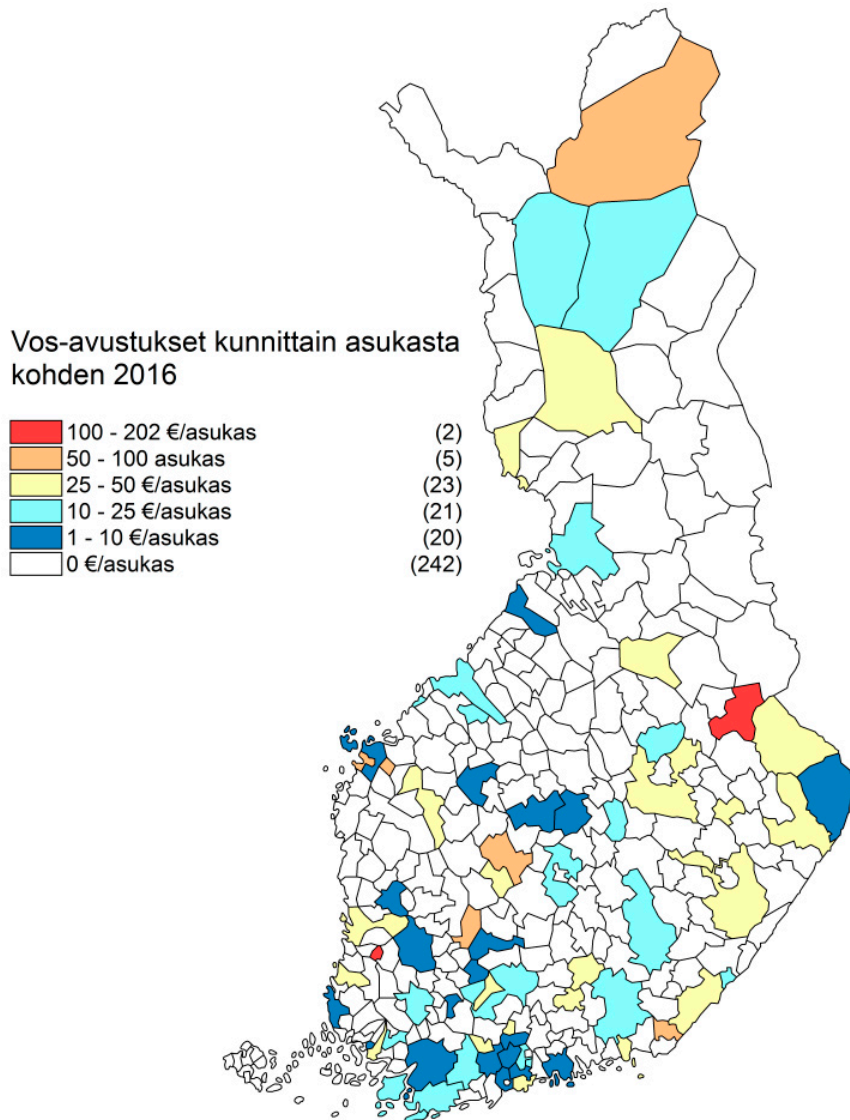 Vos-avustukset kunnittain asukasta
kohden 2016
100 - 202 €/asukas (2)
50 - 100 asukas (5)
25 - 50 €/asukas (23)
10 - 25 €/asukas (21)
1 - 10 €/asukas (20)
0 €/asukas (242)